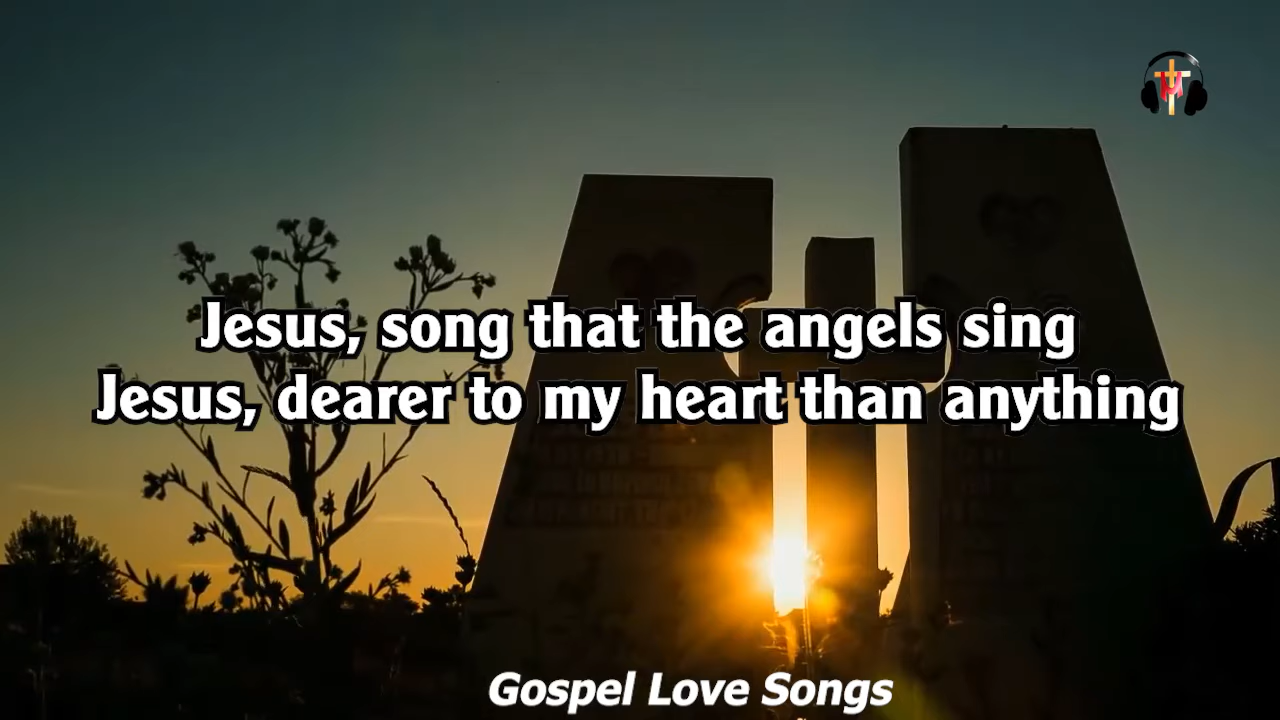 Jesus, song that the angels sing
Jesus, dearer to my heart than anything
Gospel Love Songs